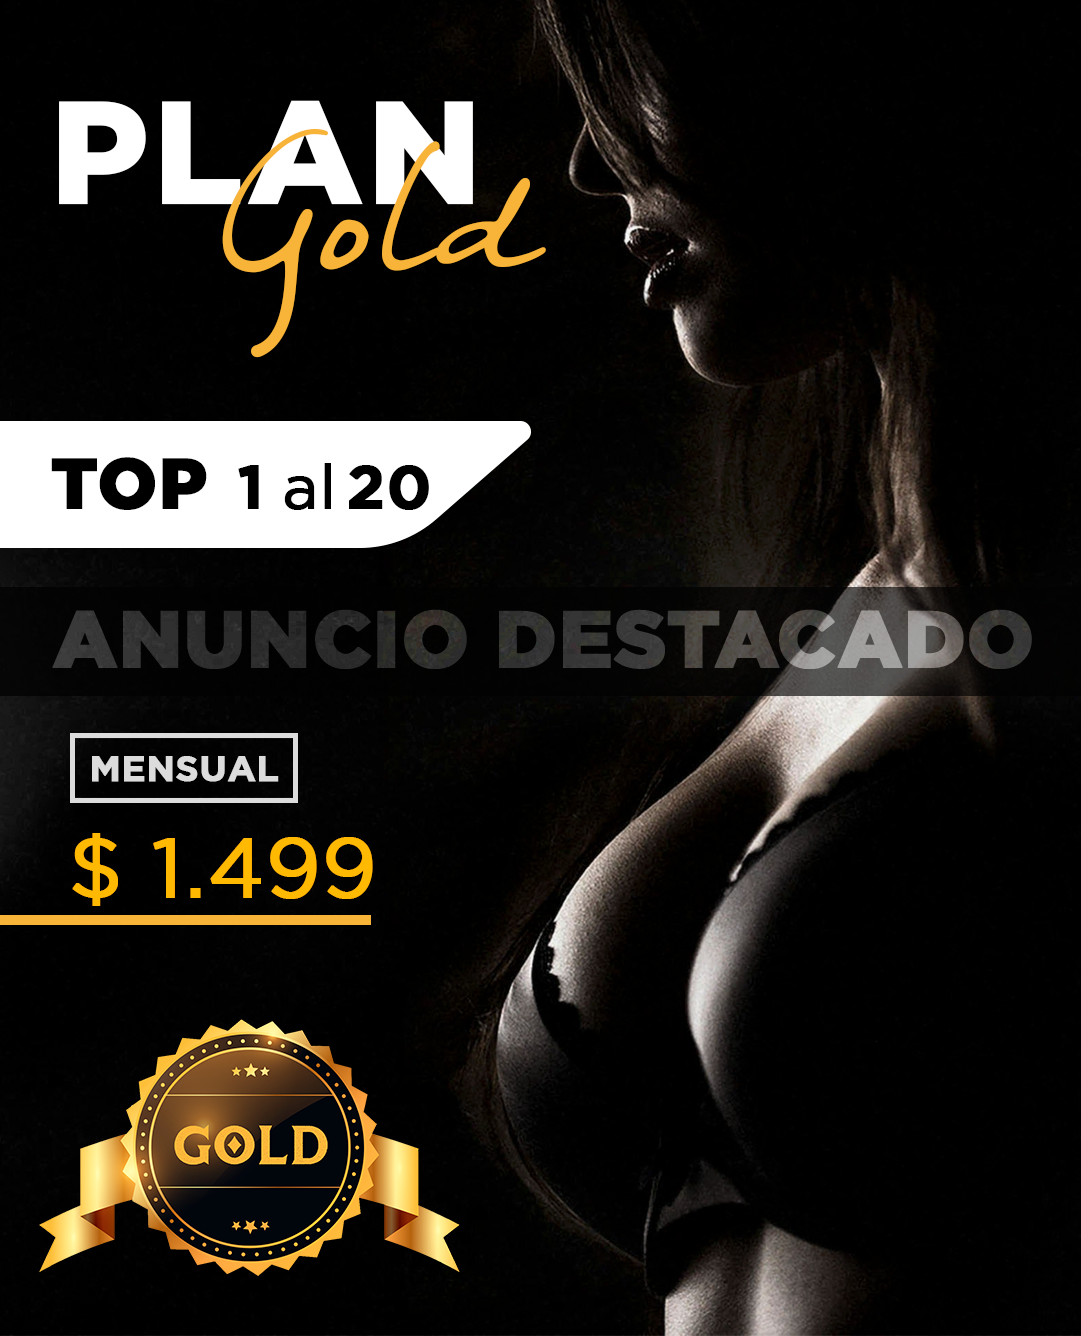 PLAN
Gold
TOP 1 al 20
ANUNCIO DESTACADO
MENSUAL
$ 1.499
GOLD